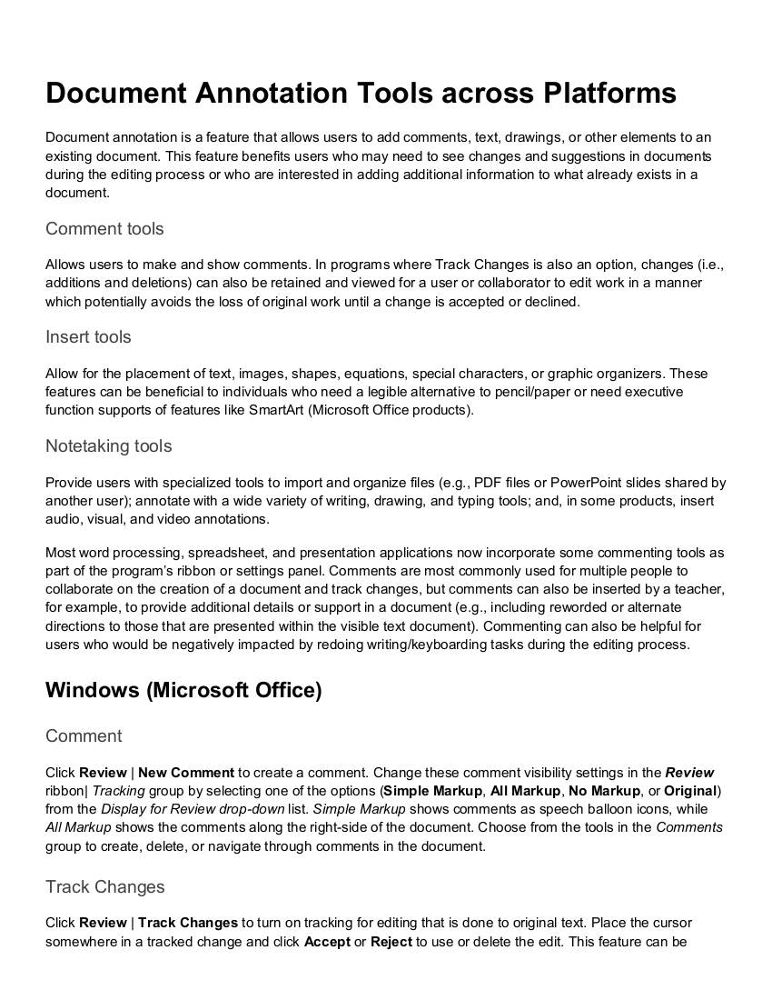 Document Annotation Tools across Platforms
Document annotation is a feature that allows users to add comments, text, drawings, or other elements to an
existing document. This feature benefits users who may need to see changes and suggestions in documents
during the editing process or who are interested in adding additional information to what already exists in a
document.
Comment tools
Allows users to make and show comments. In programs where Track Changes is also an option, changes (i.e.,
additions and deletions) can also be retained and viewed for a user or collaborator to edit work in a manner
which potentially avoids the loss of original work until a change is accepted or declined.
Insert tools
Allow for the placement of text, images, shapes, equations, special characters, or graphic organizers. These
features can be beneficial to individuals who need a legible alternative to pencil/paper or need executive
function supports of features like SmartArt (Microsoft Office products).
Notetaking tools
Provide users with specialized tools to import and organize files (e.g., PDF files or PowerPoint slides shared by
another user); annotate with a wide variety of writing, drawing, and typing tools; and, in some products, insert
audio, visual, and video annotations.
Most word processing, spreadsheet, and presentation applications now incorporate some commenting tools as
part of the program’s ribbon or settings panel. Comments are most commonly used for multiple people to
collaborate on the creation of a document and track changes, but comments can also be inserted by a teacher,
for example, to provide additional details or support in a document (e.g., including reworded or alternate
directions to those that are presented within the visible text document). Commenting can also be helpful for
users who would be negatively impacted by redoing writing/keyboarding tasks during the editing process.
Windows (Microsoft Office)
Comment
Click Review | New Comment to create a comment. Change these comment visibility settings in the Review
ribbon| Tracking group by selecting one of the options (Simple Markup, All Markup, No Markup, or Original)
from the Display for Review drop-down list. Simple Markup shows comments as speech balloon icons, while
All Markup shows the comments along the right-side of the document. Choose from the tools in the Comments
group to create, delete, or navigate through comments in the document.
Track Changes
Click Review | Track Changes to turn on tracking for editing that is done to original text. Place the cursor
somewhere in a tracked change and click Accept or Reject to use or delete the edit. This feature can be